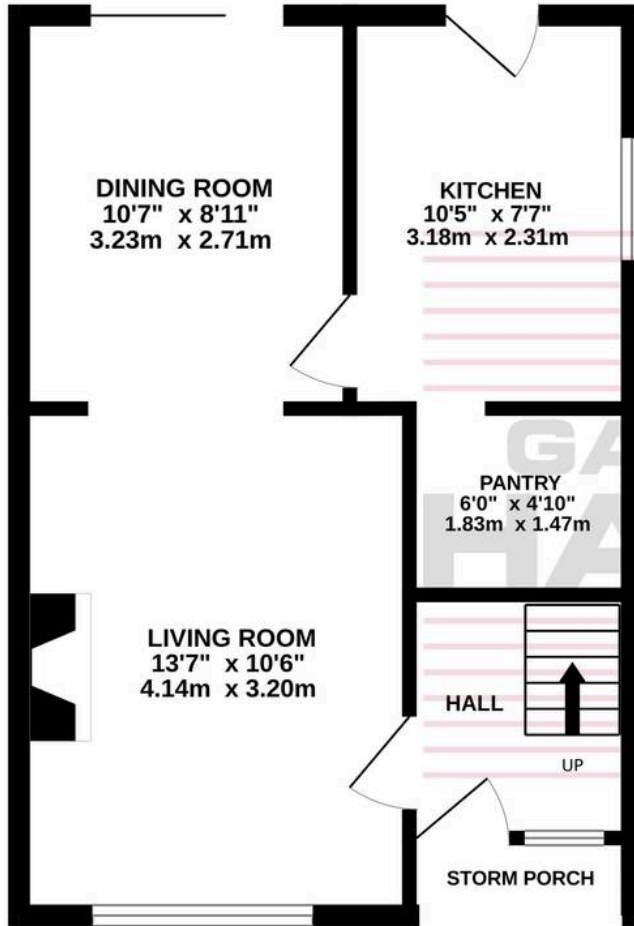 DINING ROOM
10'7" x 8'11"
3.23m x 2.71m
KITCHEN
10'5" x 7'7"
3.18m x 2.31m
GA
HA
PANTRY
6'0" x 4'10"
1.83m x 1.47m
LIVING ROOM
13'7" x 10'6"
4.14m x 3.20m
HALL
UP
STORM PORCH